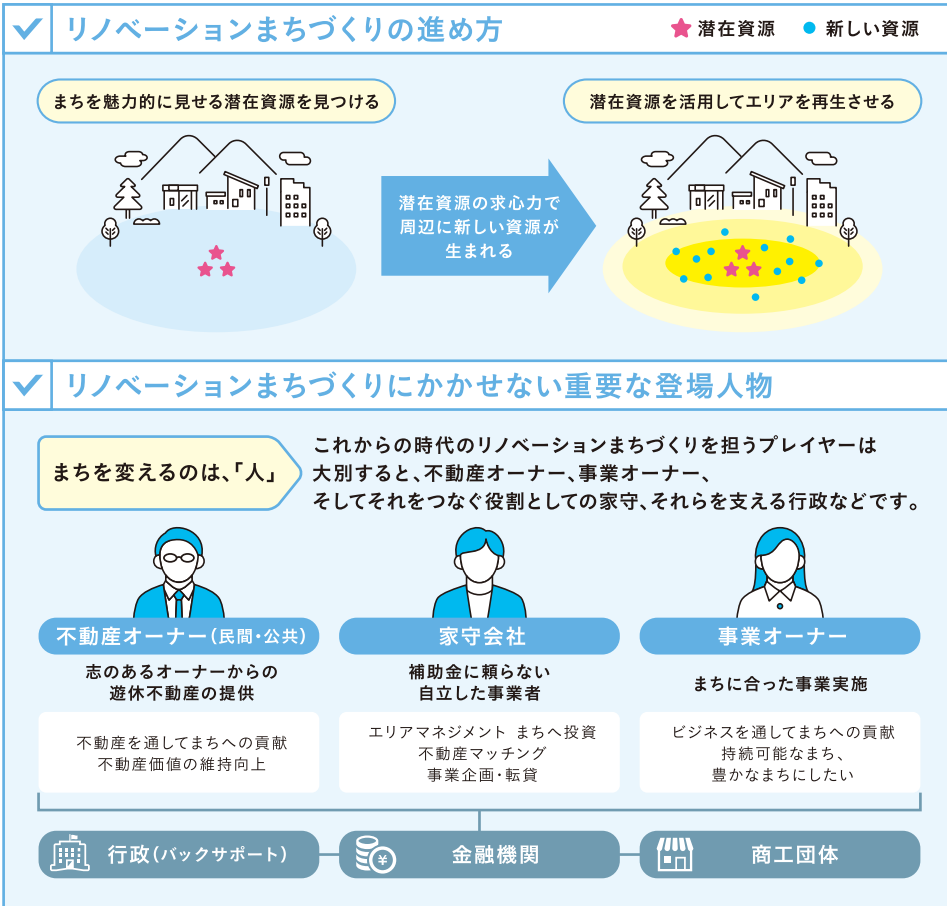 リノベーションまちづくりの進め方
潜在資源
新しい資源
まちを魅力的に見せる潜在資源を見つける
潜在資源の求心力で
周辺に新しい資源が
生まれる
潜在資源を活用してエリアを再生させる
リノベーションまちづくりにかかせない重要な登場人物
まちを変えるのは、「人」
これからの時代のリノベーションまちづくりを担うプレイヤーは
大別すると、不動産オーナー、事業オーナー、
そしてそれをつなぐ役割としての家守、それらを支える行政などです。
不動産オーナー（民間・公共）
志のあるオーナーからの
遊休不動産の提供
不動産を通してまちへの貢献
不動産価値の維持向上
家守会社
補助金に頼らない
自立した事業者
エリアマネジメント まちへ投資
不動産マッチング
事業企画・転貸
事業オーナー
まちに合った事業実施
ビジネスを通してまちへの貢献
持続可能なまち、
豊かなまちにしたい
行政（バックサポート）
¥
金融機関
商工団体